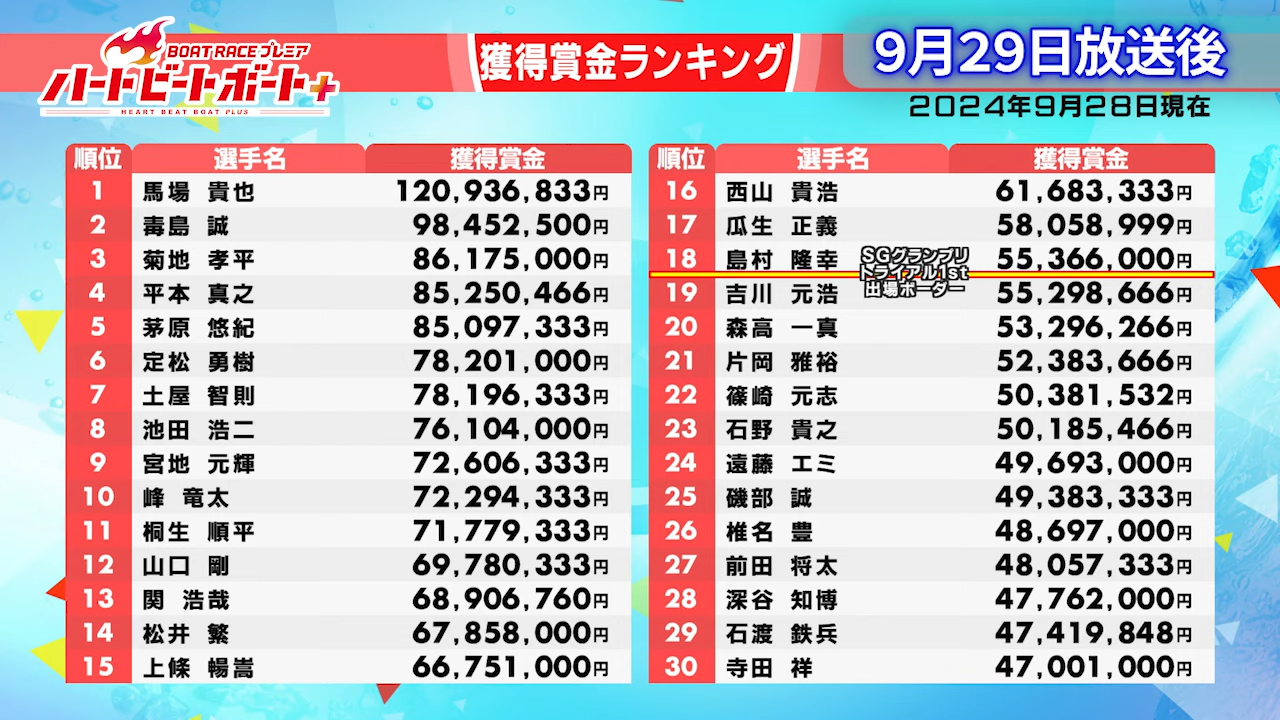 BOAT RACEプレミア
ハートビートボート+
HEART BEAT BOAT PLUS
獲得賞金ランキング
9月29日放送後
2024年9月28日現在
順位 選手名 獲得賞金
1 馬場 貴也 120,936,833円
2 毒島 誠 98,452,500円
3 菊地 孝平 86,175,000円
4 平本 真之 85,250,466円
5 茅原 悠紀 85,097,333円
6 定松 勇樹 78,201,000円
7 土屋 智則 78,196,333円
8 池田 浩二 76,104,000円
9 宮地 元輝 72,606,333円
10 峰 竜太 72,294,333円
11 桐生 順平 71,779,333円
12 山口 剛 69,780,333円
13 関 浩哉 68,906,760円
14 松井 繁 67,858,000円
15 上條 暢嵩 66,751,000円
順位 選手名 獲得賞金
16 西山 貴浩 61,683,333円
17 瓜生 正義 58,058,999円
18 島村 隆幸 55,366,000円
SGグランプリ
トライアル1st
出場ボーダー
19 吉川 元浩 55,298,666円
20 森高 一真 53,296,266円
21 片岡 雅裕 52,383,666円
22 篠崎 元志 50,381,532円
23 石野 貴之 50,185,466円
24 遠藤 エミ 49,693,000円
25 磯部 誠 49,383,333円
26 椎名 豊 48,697,000円
27 前田 将太 48,057,333円
28 深谷 知博 47,762,000円
29 石渡 鉄兵 47,419,848円
30 寺田 祥 47,001,000円